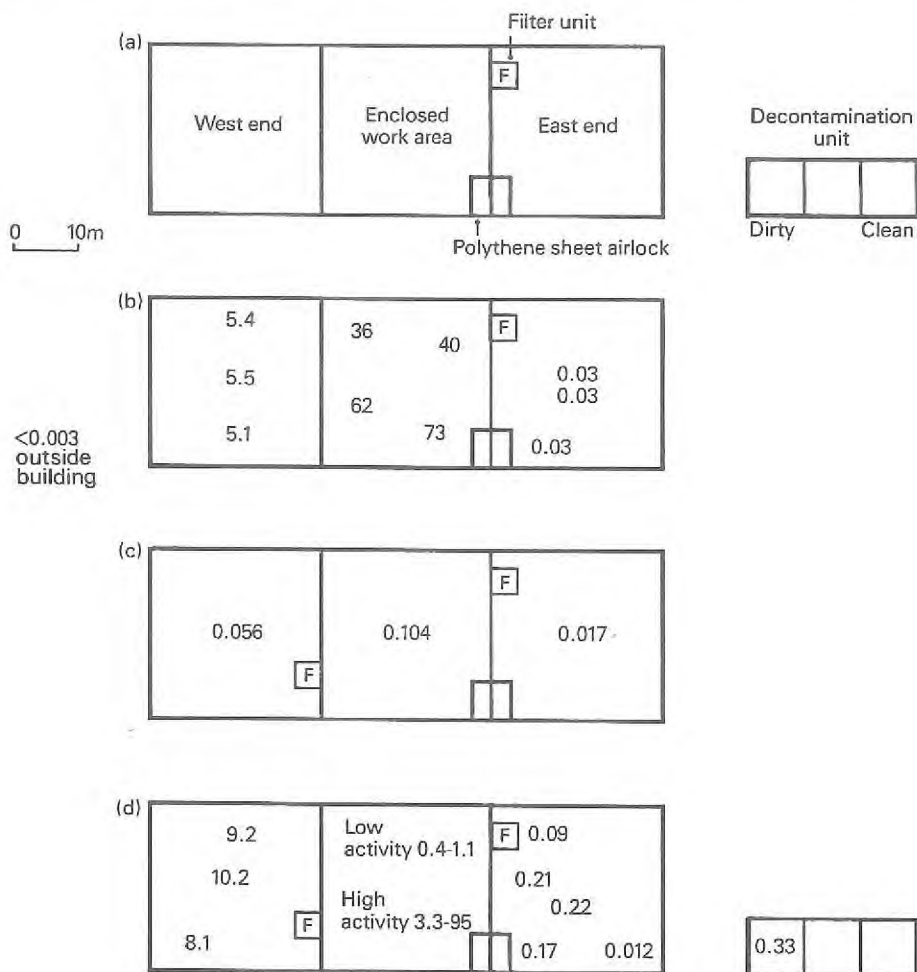 (a)
Filter unit
F
West end
Enclosed
work area
East end
Decontamination
unit
Dirty
Clean
0
10m
Polythene sheet airlock
(b)
5.4
5.5
5.1
36
40
62
73
F
0.03
0.03
0.03
<0.003
outside
building
(c)
0.056
F
0.104
F
0.017
(d)
9.2
10.2
8.1
F
Low
activity 0.4-1.1
High
activity 3.3-95
F
0.09
0.21
0.22
0.17
0.012
0.33